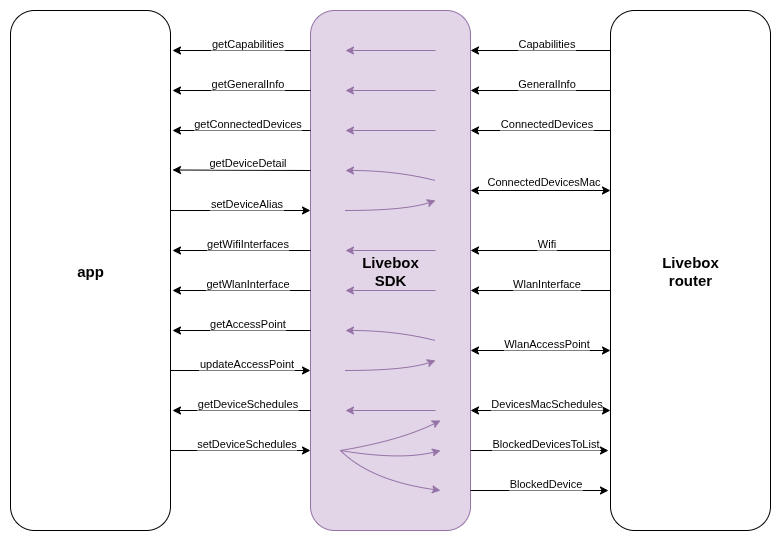 getCapabilities
Capabilities
getGeneralInfo
GeneralInfo
getConnectedDevices
ConnectedDevices
getDeviceDetail
ConnectedDevicesMac
setDeviceAlias
getWifiInterfaces
Wifi
app
Livebox
SDK
Livebox
router
getWlanInterface
WlanInterface
getAccessPoint
WlanAccessPoint
updateAccessPoint
getDeviceSchedules
DevicesMacSchedules
setDeviceSchedules
BlockedDevicesToList
BlockedDevice